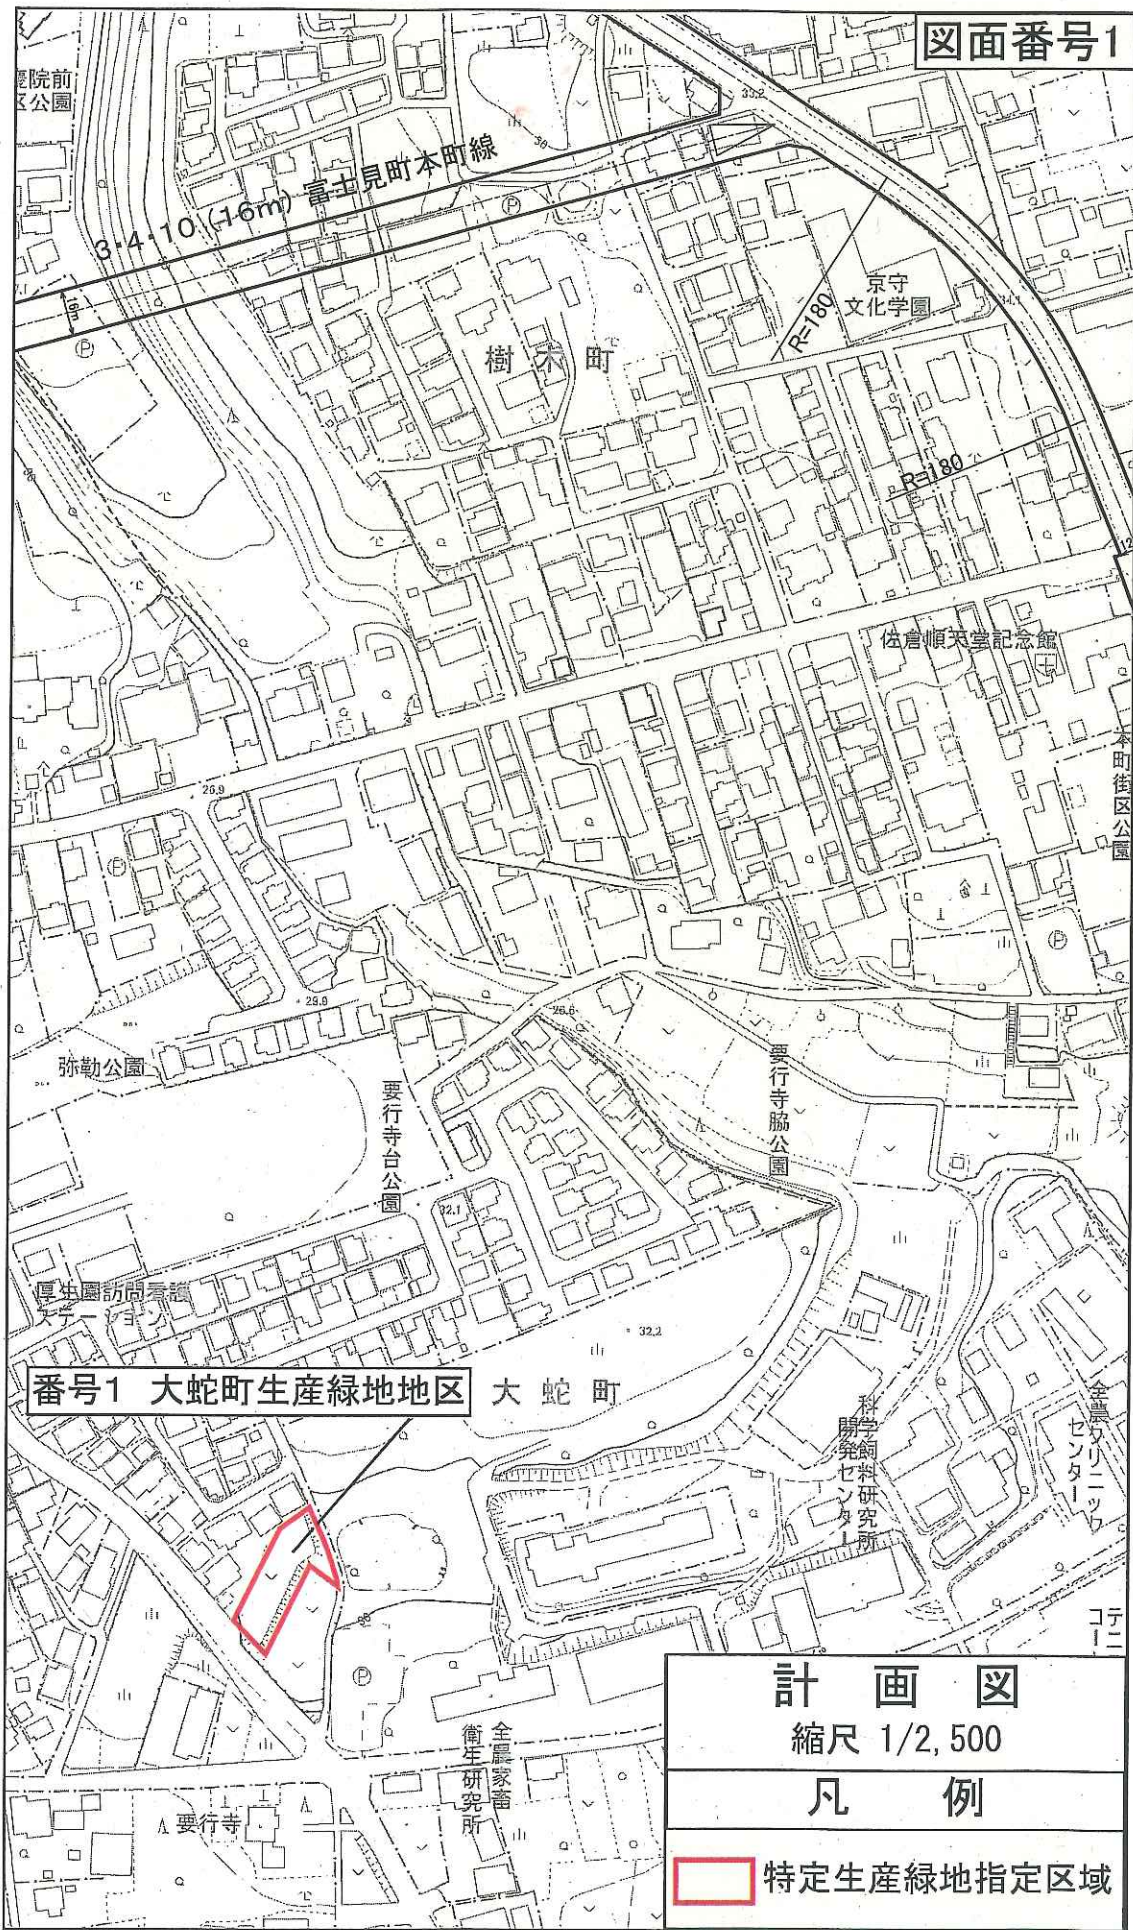 図面番号1
区公園
33.2
3・4・10 (16m) 富士見町本町線
16m
P
P
京守
文化学園
R=180
樹木町
R=180
佐倉順天堂記念館
本町街区公園
26.9
P
P
29.9
26.6
弥勒公園
要行寺台公園
要行寺脇公園
32.1
厚生園訪問看護
ステーション
32.2
番号1 大蛇町生産緑地地区
大蛇町
科学飼料研究所
開発センター
全農クリニック
センター
P
テニ
コー
全農家畜
衛生研究所
要行寺
計画図
縮尺 1/2,500
凡例
特定生産緑地指定区域